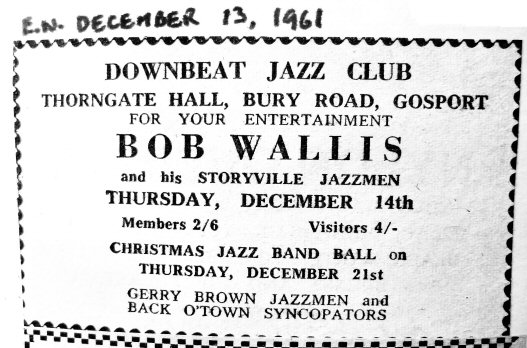 E.N. DECEMBER 13, 1961
DOWNBEAT JAZZ CLUB
THORNGATE HALL, BURY ROAD, GOSPORT
FOR YOUR ENTERTAINMENT
BOB WALLIS
and his STORYVILLE JAZZMEN
THURSDAY, DECEMBER 14th
Members 2/6 Visitors 4/-
CHRISTMAS JAZZ BAND BALL on
THURSDAY, DECEMBER 21st
GERRY BROWN JAZZMEN and
BACK O'TOWN SYNCOPATORS